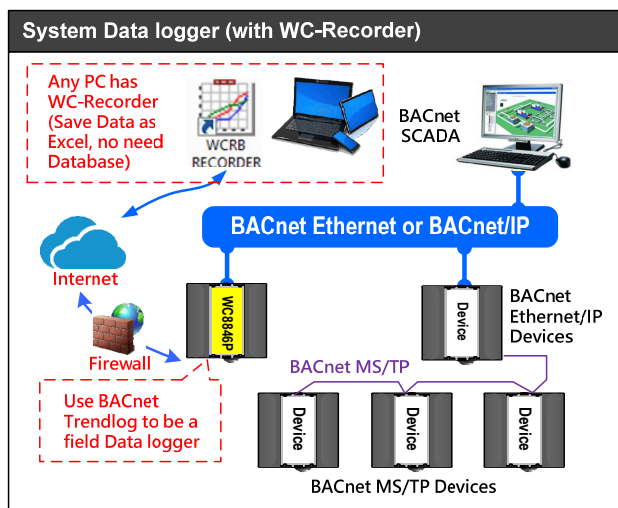 System Data logger (with WC-Recorder)
Any PC has
WC-Recorder
(Save Data as
Excel, no need
Database)
WCRB
RECORDER
BACnet
SCADA
BACnet Ethernet or BACnet/IP
Internet
WC8846P
Device
BACnet
Ethernet/IP
Devices
Firewall
BACnet MS/TP
Use BACnet
Trendlog to be a
field Data logger
Device
Device
Device
BACnet MS/TP Devices